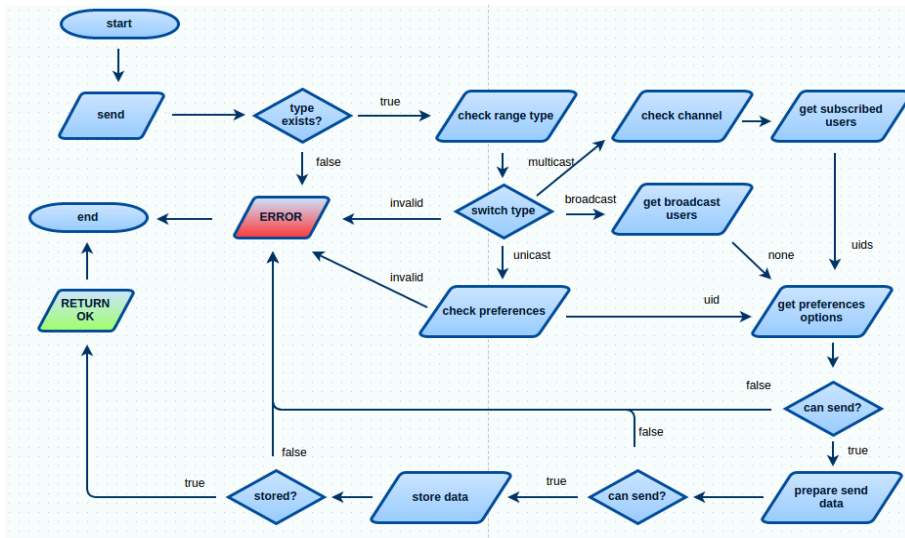 start
send
type
exists?
true
check range type
check channel
get subscribed
users
false
multicast
end
ERROR
invalid
switch type
broadcast
get broadcast
users
none
uids
unicast
RETURN
OK
invalid
check preferences
uid
get preferences
options
false
can send?
false
true
false
true
stored?
store data
true
can send?
prepare send
data